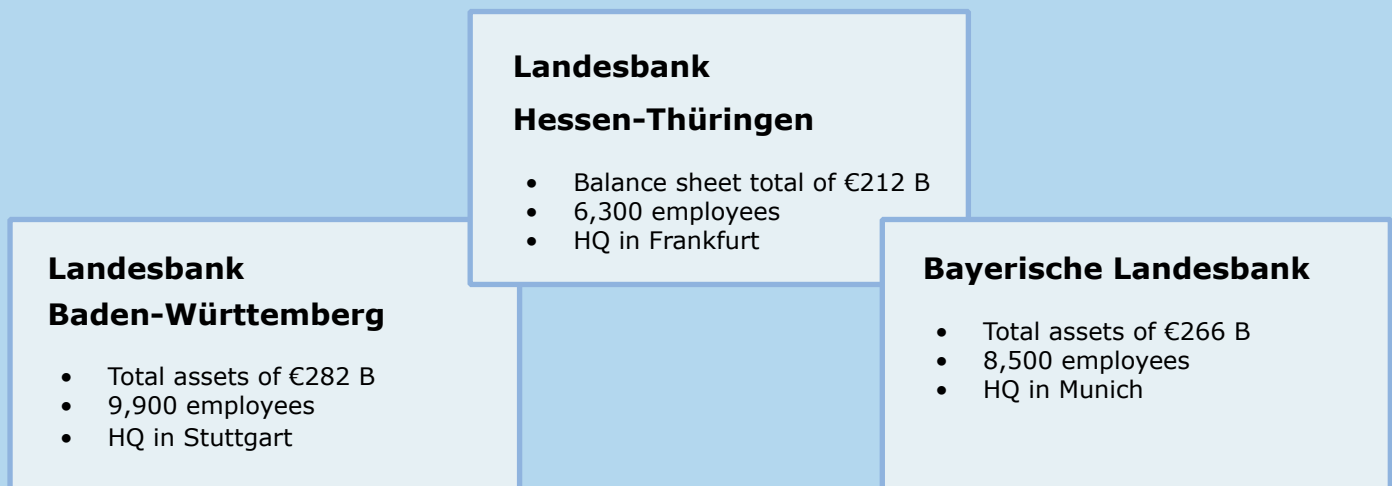 Landesbank
Hessen-Thüringen
• Balance sheet total of €212 B
• 6,300 employees
• HQ in Frankfurt
Landesbank
Baden-Württemberg
• Total assets of €282 B
• 9,900 employees
• HQ in Stuttgart
Bayerische Landesbank
• Total assets of €266 B
• 8,500 employees
• HQ in Munich